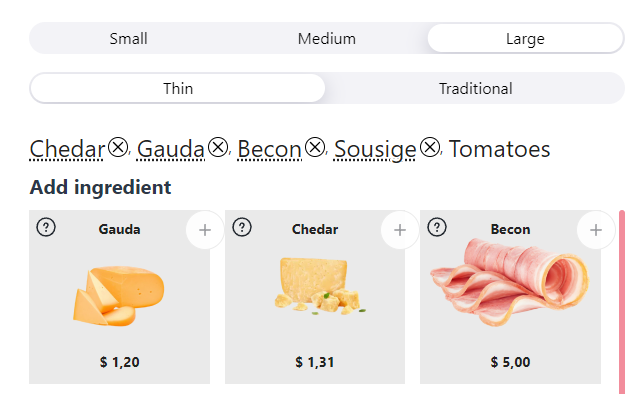 Small Medium Large
Thin Traditional
Chedar, Gauda, Becon, Sousige, Tomatoes
Add ingredient
? Gauda + ? Chedar + ? Becon +
$ 1,20 $ 1,31 $ 5,00